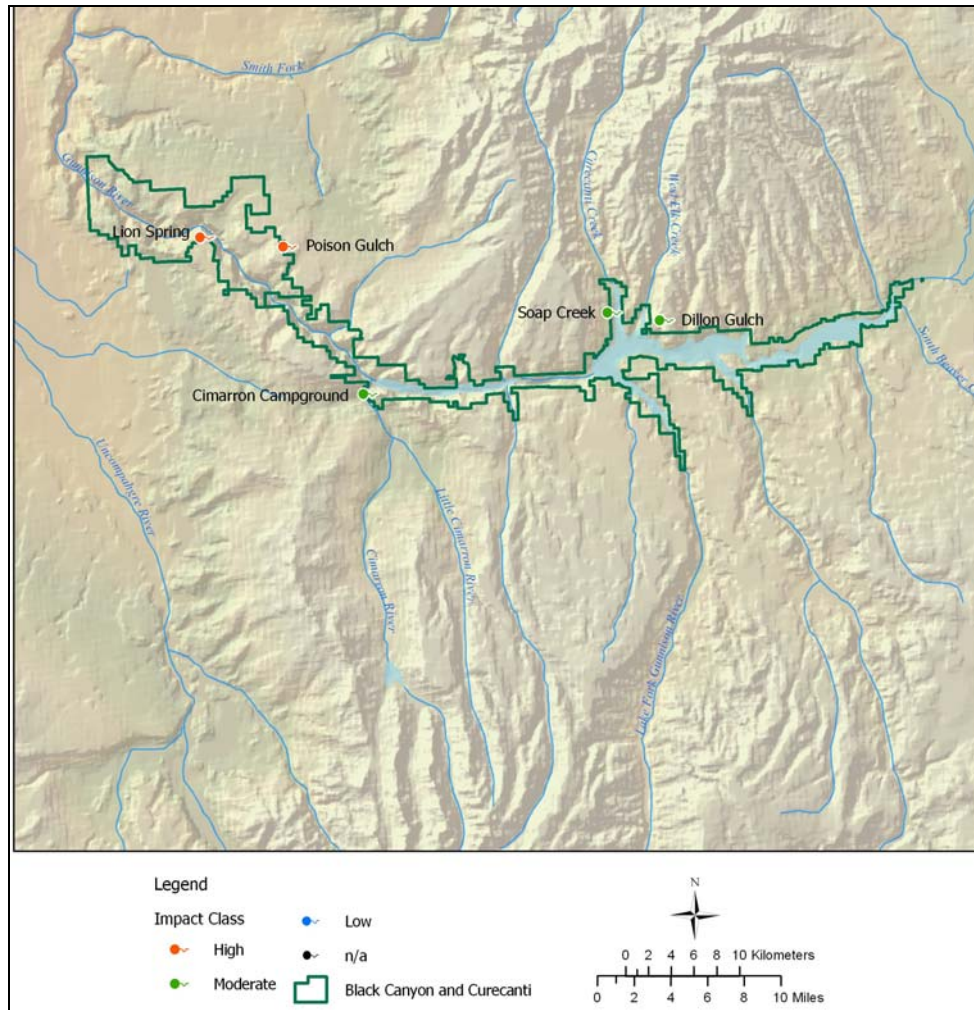 Smith Fork
Gunnison River
Curecanti Creek
West Elk Creek
Lion Spring
Poison Gulch
Soap Creek
Dillon Gulch
Cimarron Campground
Uncompahgre River
Little Cimarron River
Cimarron River
Lake Fork Gunnison River
South Beaver C
Legend
Impact Class
High
Moderate
Low
n/a
Black Canyon and Curecanti
N
0 2 4 6 8 10 Kilometers
0 2 4 6 8 10 Miles